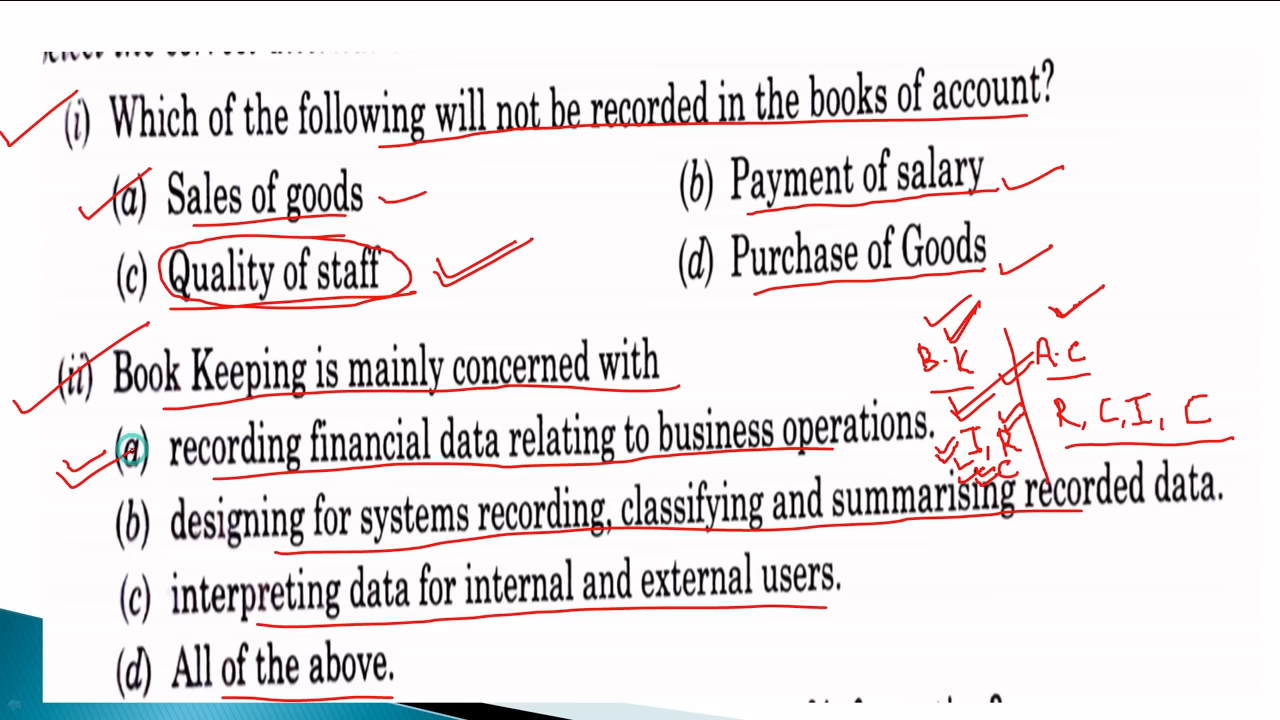 (i) Which of the following will not be recorded in the books of account?
(a) Sales of goods (b) Payment of salary
(c) Quality of staff (d) Purchase of Goods
(ii) Book Keeping is mainly concerned with
B.K A.C
(a) recording financial data relating to business operations.
I, R R, C, I, C
C
(b) designing for systems recording, classifying and summarising recorded data.
(c) interpreting data for internal and external users.
(d) All of the above.